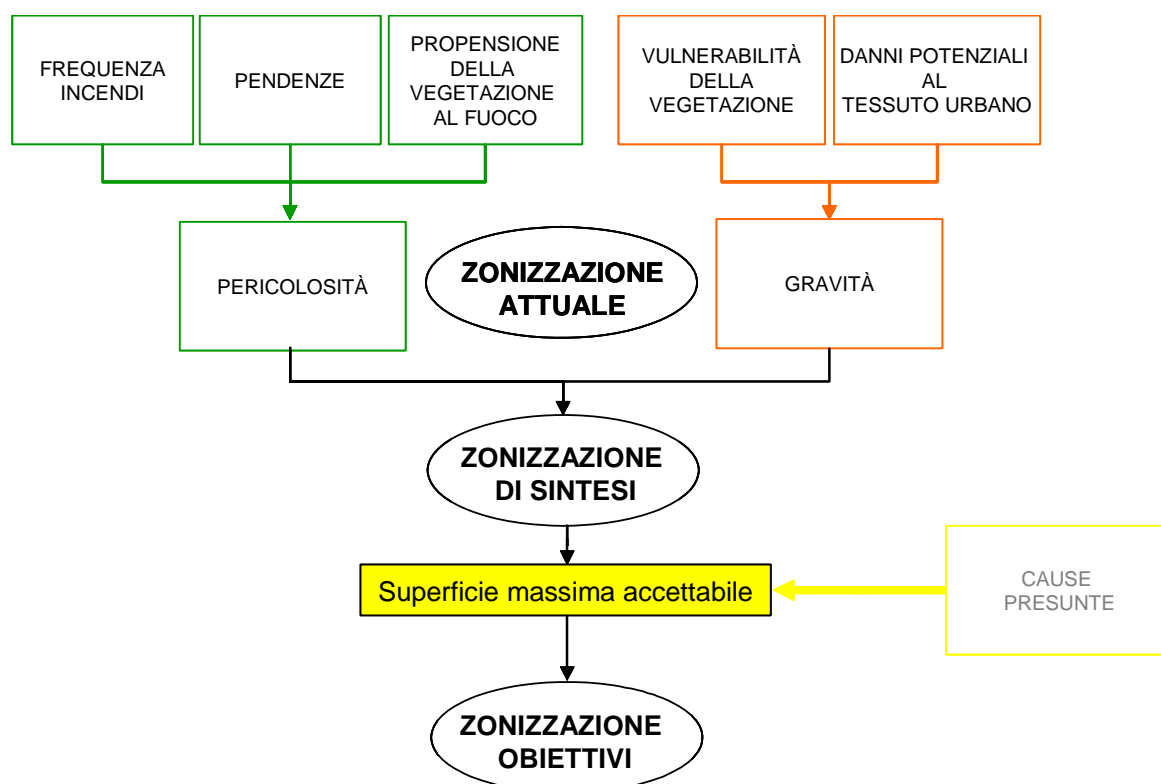 FREQUENZA
INCENDI
PENDENZE
PROPENSIONE
DELLA
VEGETAZIONE
AL FUOCO
VULNERABILITÀ
DELLA
VEGETAZIONE
DANNI POTENZIALI
AL
TESSUTO URBANO
PERICOLOSITÀ
ZONIZZAZIONE
ATTUALE
GRAVITÀ
ZONIZZAZIONE
DI SINTESI
Superficie massima accettabile
CAUSE
PRESUNTE
ZONIZZAZIONE
OBIETTIVI